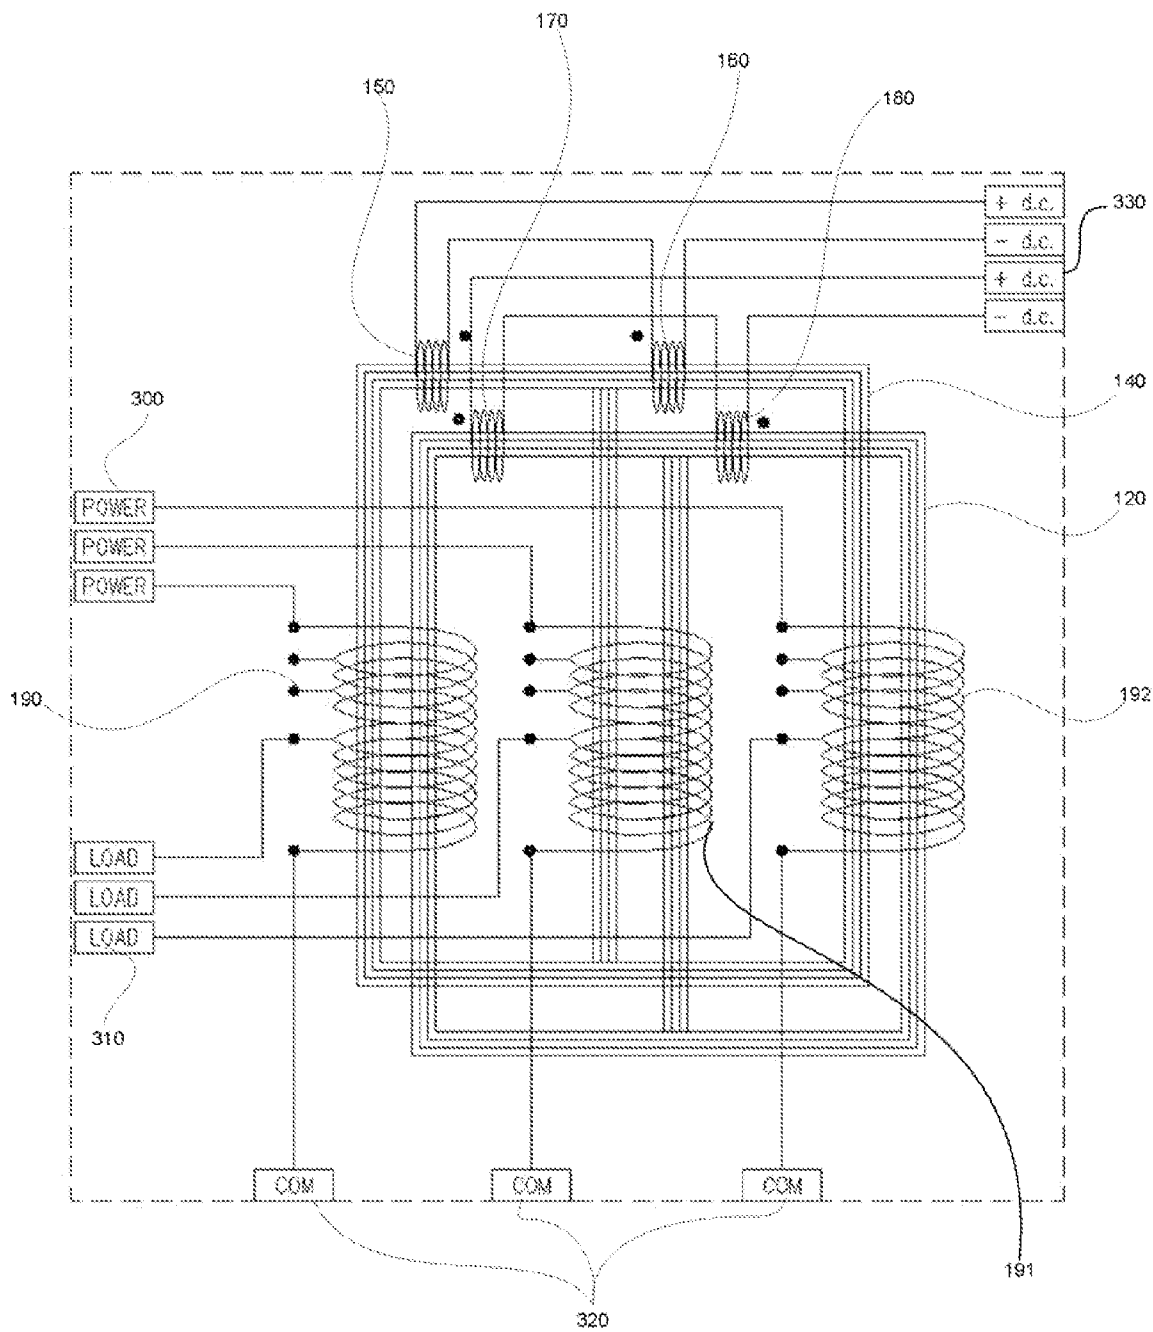 170
160
150
180
+ d.c.
330
- d.c.
+ d.c.
- d.c.
140
300
POWER
120
POWER
POWER
190
192
LOAD
LOAD
LOAD
310
COM
COM
COM
191
320